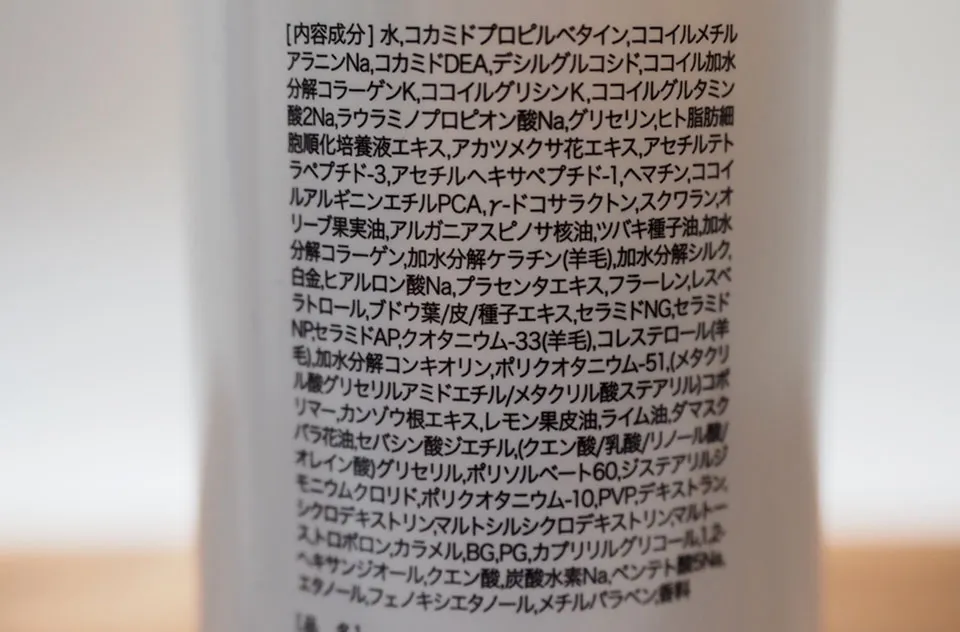 [内容成分] 水,コカミドプロピルベタイン,ココイルメチル
アラニンNa,コカミドDEA,デシルグルコシド,ココイル加水
分解コラーゲンK,ココイルグリシンK,ココイルグルタミン
酸2Na,ラウラミノプロピオン酸Na,グリセリン,ヒト脂肪細
胞順化培養液エキス,アカツメクサ花エキス,アセチルテト
ラペプチド-3,アセチルヘキサペプチド-1,ヘマチン,ココイ
ルアルギニンエチルPCA,γ-ドコサラクトン,スクワラン,オ
リーブ果実油,アルガニアスピノサ核油,ツバキ種子油,加水
分解コラーゲン,加水分解ケラチン(羊毛),加水分解シルク,
白金,ヒアルロン酸Na,プラセンタエキス,フラーレン,レスベ
ラトロール,ブドウ葉/皮/種子エキス,セラミドNG,セラミド
NP,セラミドAP,クオタニウム-33(羊毛),コレステロール(羊
毛),加水分解コンキオリン,ポリクオタニウム-51,(メタクリ
ル酸グリセリルアミドエチル/メタクリル酸ステアリル)コポ
リマー,カンゾウ根エキス,レモン果皮油,ライム油,ダマスク
バラ花油,セバシン酸ジエチル,(クエン酸/乳酸/リノール酸/
オレイン酸)グリセリル,ポリソルベート60,ジステアリルジ
モニウムクロリド,ポリクオタニウム-10,PVP,デキストラン,
シクロデキストリン,マルトシルシクロデキストリン,マルトー
ス,トロポロン,カラメル,BG,PG,カプリリルグリコール,1,2-
ヘキサンジオール,クエン酸,炭酸水素Na,ペンテト酸5Na,
エタノール,フェノキシエタノール,メチルパラベン,香料